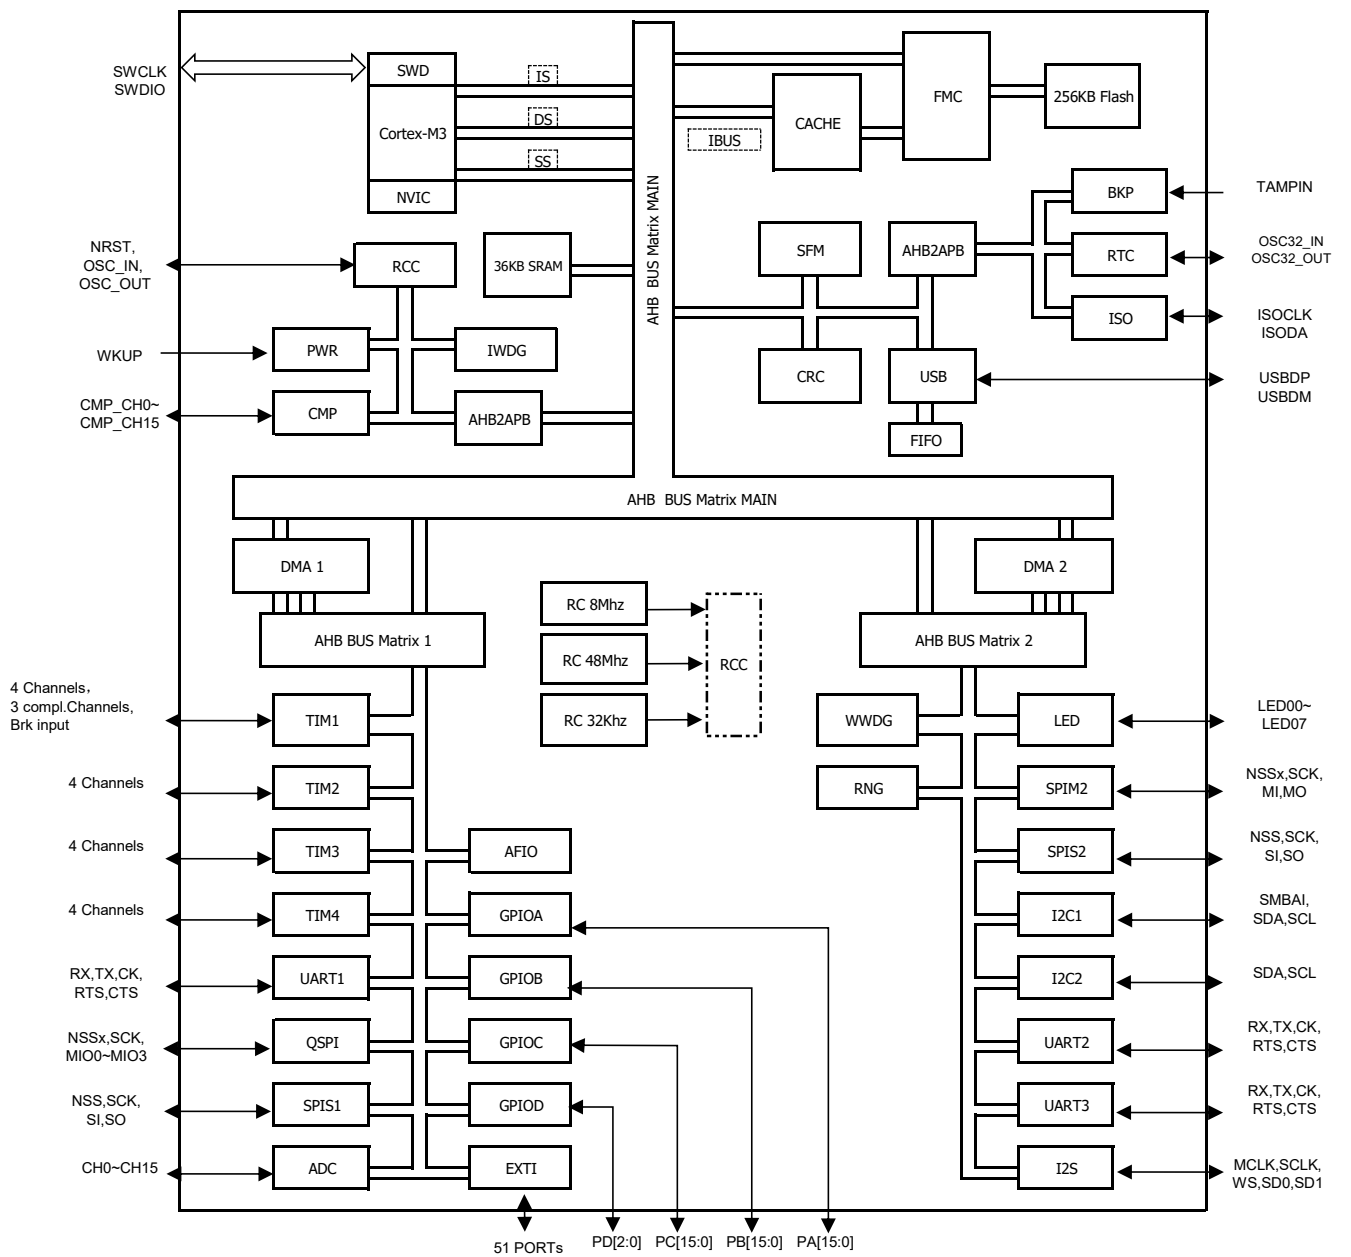 SWCLK
SWDIO
SWD
Cortex-M3
NVIC
IS
DS
SS
AHB BUS Matrix MAIN
IBUS
CACHE
FMC
256KB Flash
BKP
TAMPIN
RTC
OSC32_IN
OSC32_OUT
ISO
ISOCLK
ISODA
SFM
AHB2APB
CRC
USB
USBDP
USBDM
FIFO
NRST,
OSC_IN,
OSC_OUT
RCC
36KB SRAM
WKUP
PWR
IWDG
CMP_CH0~
CMP_CH15
CMP
AHB2APB
AHB BUS Matrix MAIN
DMA 1
DMA 2
AHB BUS Matrix 1
AHB BUS Matrix 2
RC 8Mhz
RC 48Mhz
RC 32Khz
RCC
4 Channels,
3 compl.Channels,
Brk input
TIM1
4 Channels
TIM2
4 Channels
TIM3
AFIO
4 Channels
TIM4
GPIOA
RX,TX,CK,
RTS,CTS
UART1
GPIOB
NSSx,SCK,
MIO0~MIO3
QSPI
GPIOC
NSS,SCK,
SI,SO
SPIS1
GPIOD
CH0~CH15
ADC
EXTI
WWDG
LED
LED00~
LED07
RNG
SPIM2
NSSx,SCK,
MI,MO
SPIS2
NSS,SCK,
SI,SO
I2C1
SMBAI,
SDA,SCL
I2C2
SDA,SCL
UART2
RX,TX,CK,
RTS,CTS
UART3
RX,TX,CK,
RTS,CTS
I2S
MCLK,SCLK,
WS,SD0,SD1
51 PORTs
PD[2:0]
PC[15:0]
PB[15:0]
PA[15:0]